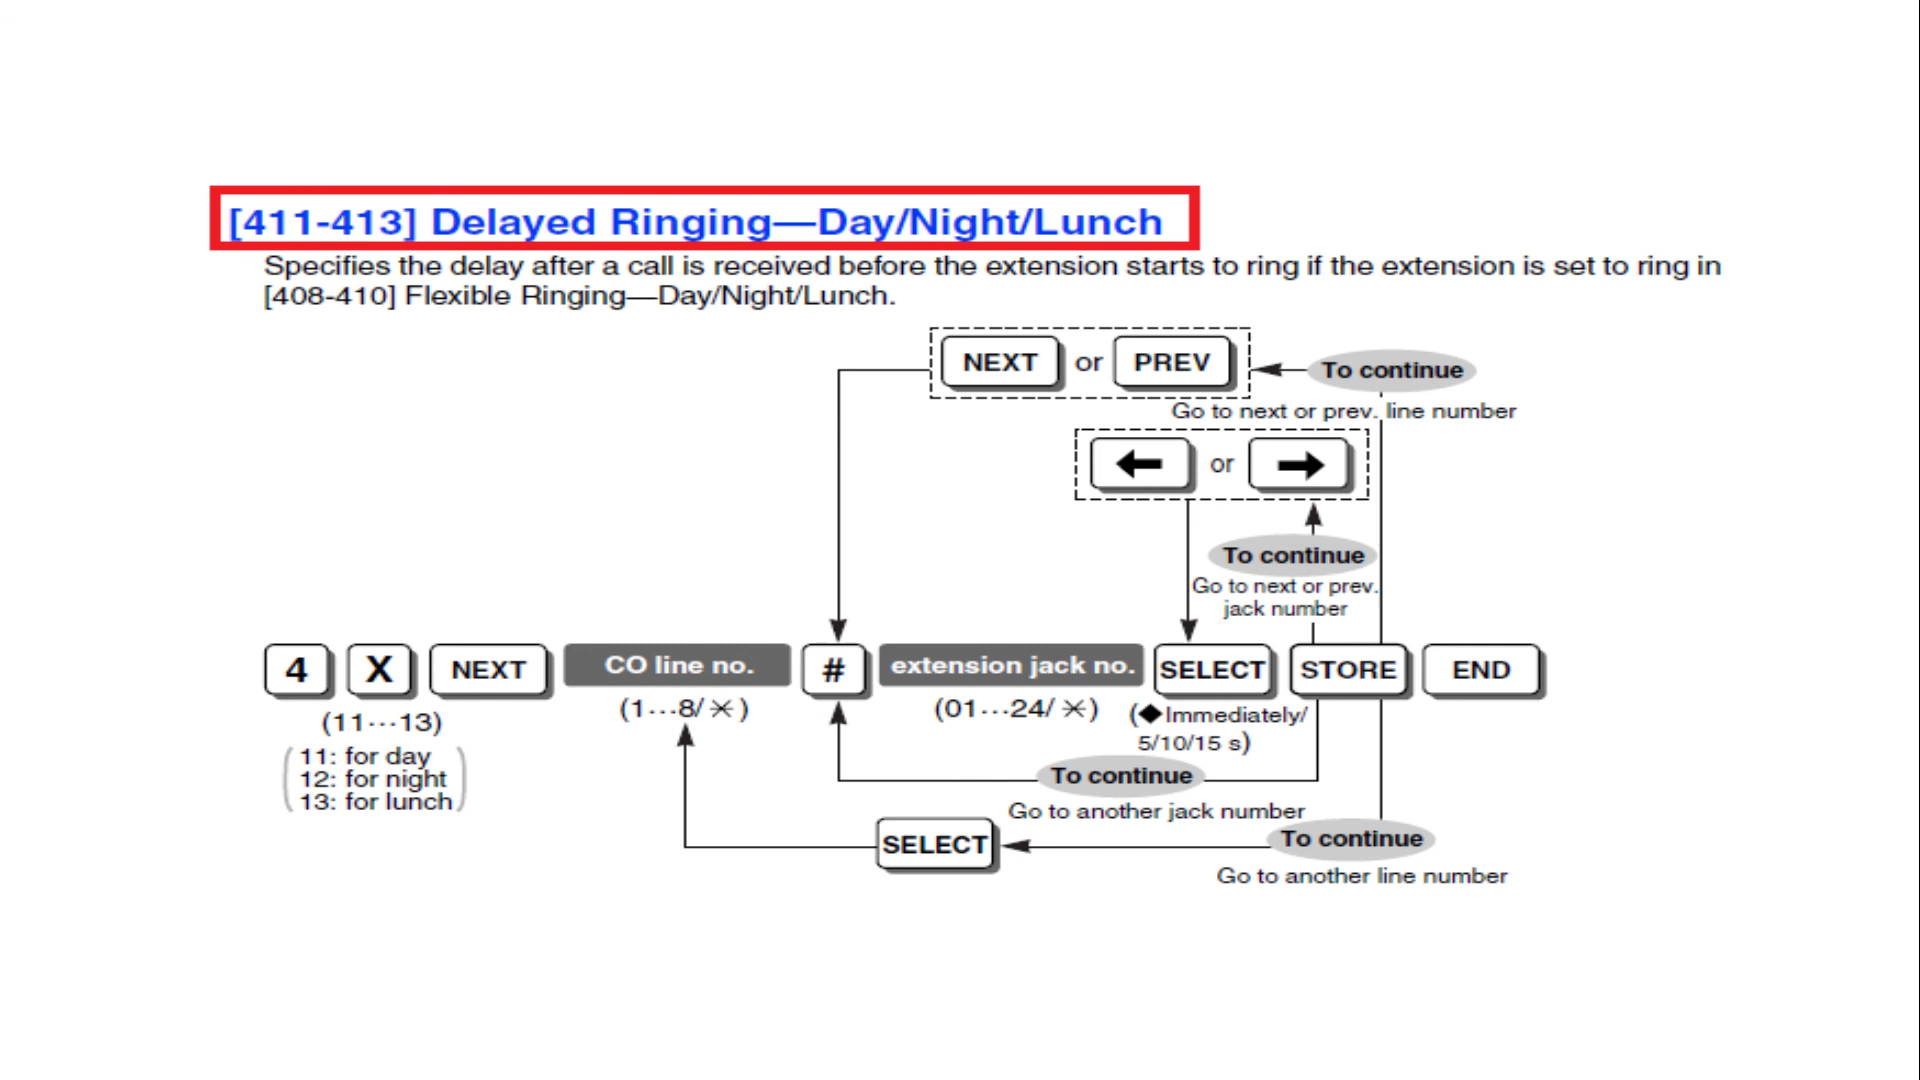 [411-413] Delayed Ringing—Day/Night/Lunch
Specifies the delay after a call is received before the extension starts to ring if the extension is set to ring in
[408-410] Flexible Ringing—Day/Night/Lunch.
NEXT or PREV
To continue
Go to next or prev. line number
← or →
To continue
Go to next or prev.
jack number
4 X NEXT CO line no. # extension jack no. SELECT STORE END
(11…13)
(1…8/ ✳)
(01…24/ ✳)
(◆Immediately/
5/10/15 s)
11: for day
12: for night
13: for lunch
To continue
Go to another jack number
SELECT
To continue
Go to another line number